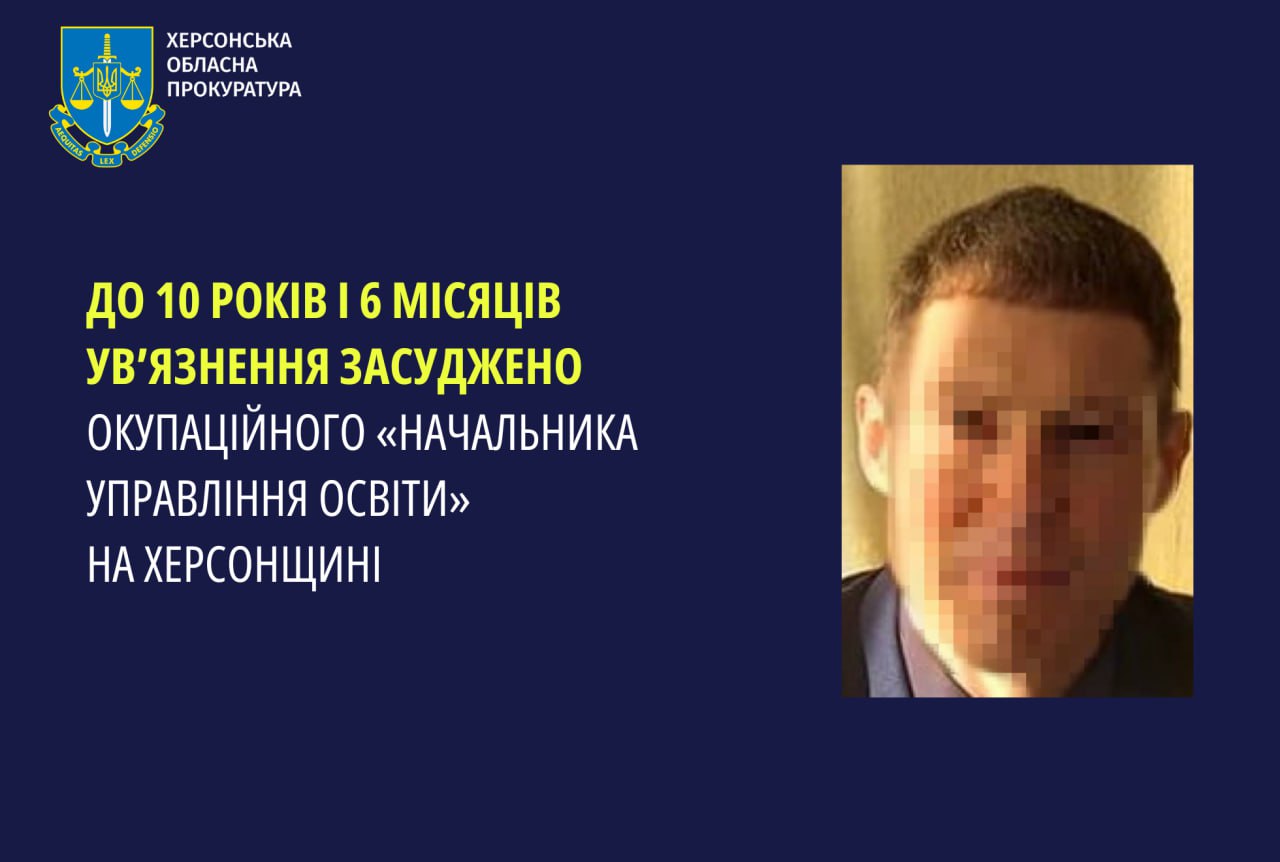 ХЕРСОНСЬКА
ОБЛАСНА
ПРОКУРАТУРА
AEQUITAS LEX DEFENSIO
ДО 10 РОКІВ І 6 МІСЯЦІВ
УВ’ЯЗНЕННЯ ЗАСУДЖЕНО
ОКУПАЦІЙНОГО «НАЧАЛЬНИКА
УПРАВЛІННЯ ОСВІТИ»
НА ХЕРСОНЩИНІ